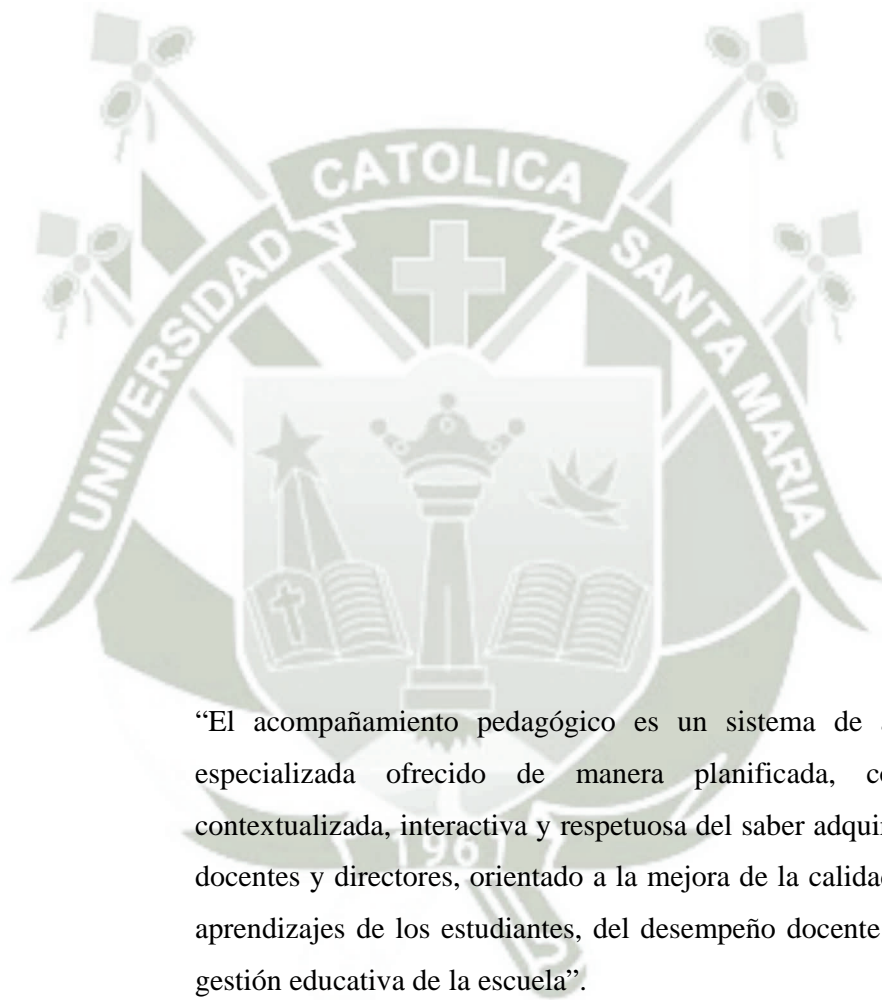 UNIVERSIDAD CATOLICA SANTA MARIA
“El acompañamiento pedagógico es un sistema de
especializada ofrecido de manera planificada,
contextualizada, interactiva y respetuosa del saber
docentes y directores, orientado a la mejora de la
aprendizajes de los estudiantes, del desempeño docente
gestión educativa de la escuela”.
196